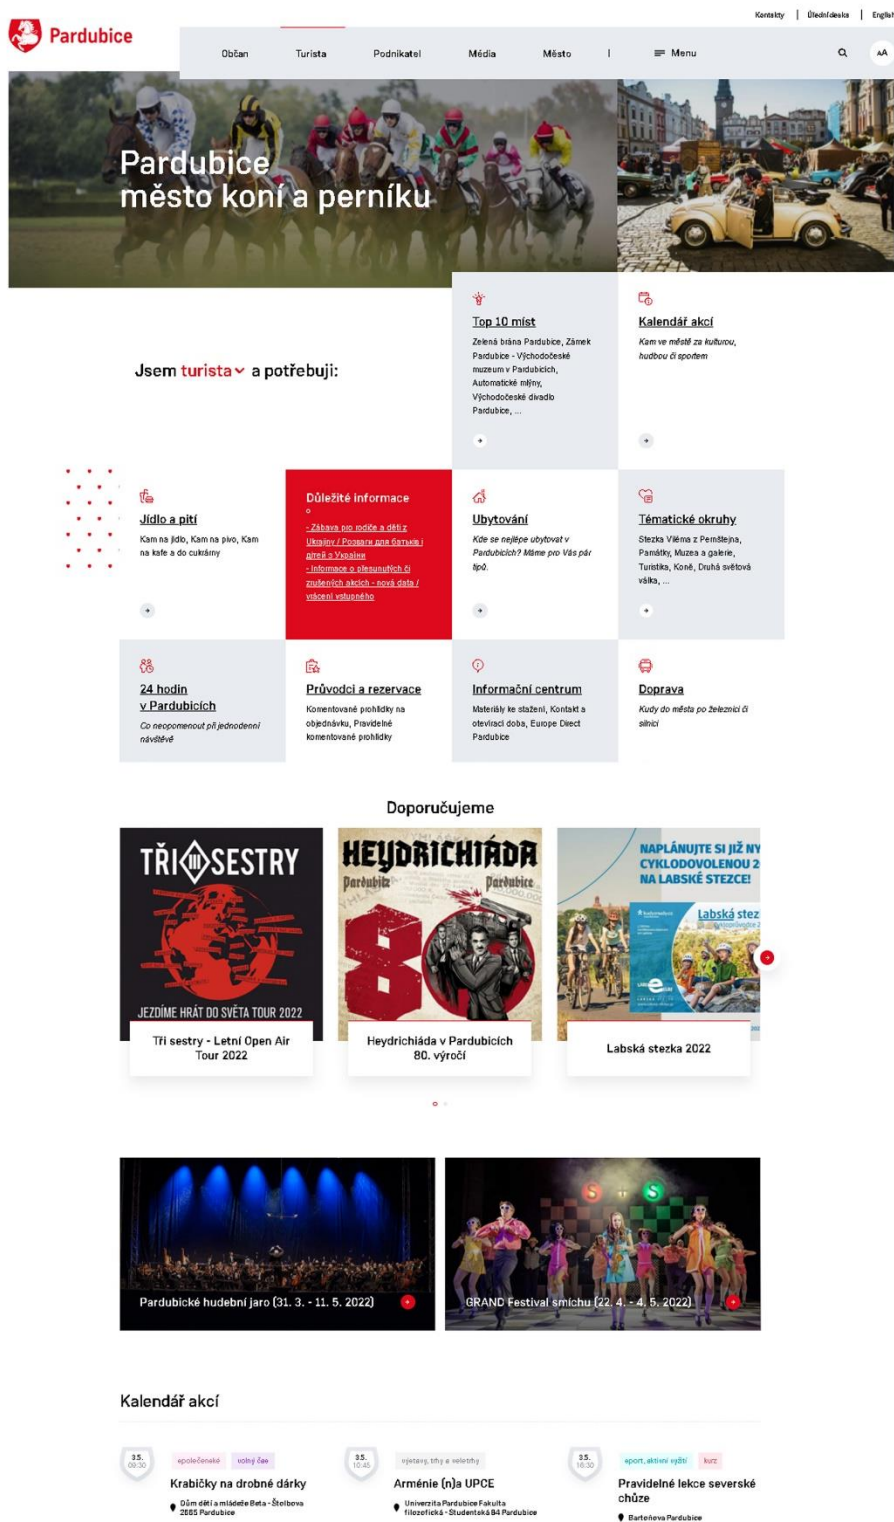 Kontakty
Úřední deska
English
Pardubice
Občan
Turista
Podnikatel
Média
Město
Menu
AA
Pardubice
město koní a perníku
Jsem turista a potřebuji:
Top 10 míst
Zelená brána Pardubice, Zámek
Pardubice - Východočeské
muzeum v Pardubicích,
Automatické mlýny,
Východočeské divadlo
Pardubice, ...
Kalendář akcí
Kam ve městě za kulturou,
hudbou či sportem
Jídlo a pití
Kam na jídlo, Kam na pivo, Kam
na kafe a do cukrárny
Důležité informace
- Zábava pro rodiče a děti z
Ukrajiny / Розваги для батьків і
дітей з України
- Informace o přesunutých či
zrušených akcích - nová data /
vrácení vstupného
Ubytování
Kde se nejlépe ubytovat v
Pardubicích? Máme pro Vás pár
tipů.
Tématické okruhy
Stezka Viléma z Pernštejna,
Památky, Muzea a galerie,
Turistika, Koně, Druhá světová
válka, ...
24 hodin
v Pardubicích
Co neopomenout při jednodenní
návštěvě
Průvodci a rezervace
Komentované prohlídky na
objednávku, Pravidelné
komentované prohlídky
Informační centrum
Materiály ke stažení, Kontakt a
otevírací doba, Europe Direct
Pardubice
Doprava
Kudy do města po železnici či
silnici
Doporučujeme
TŘI SESTRY
JEZDÍME HRÁT DO SVĚTA TOUR 2022
Tři sestry - Letní Open Air
Tour 2022
HEYDRICHIÁDA
Pardubitz
Pardubice
80
Heydrichiáda v Pardubicích
80. výročí
NAPLÁNUJTE SI JIŽ NY
CYKLODOVOLENOU 2
NA LABSKÉ STEZCE!
Labská stez
Labská stezka 2022
Pardubické hudební jaro (31. 3. - 11. 5. 2022)
S
S
GRAND Festival smíchu (22. 4. - 4. 5. 2022)
Kalendář akcí
3.5.
09:30
společenské
volný čas
Krabičky na drobné dárky
Dům dětí a mládeže Beta - Štolbova
2665 Pardubice
3.5.
10:45
výstavy, trhy a veletrhy
Arménie (n)a UPCE
Univerzita Pardubice Fakulta
filozofická - Studentská 84 Pardubice
3.5.
16:30
sport, aktivní vyžití
kurz
Pravidelné lekce severské
chůze
Bartoňova Pardubice